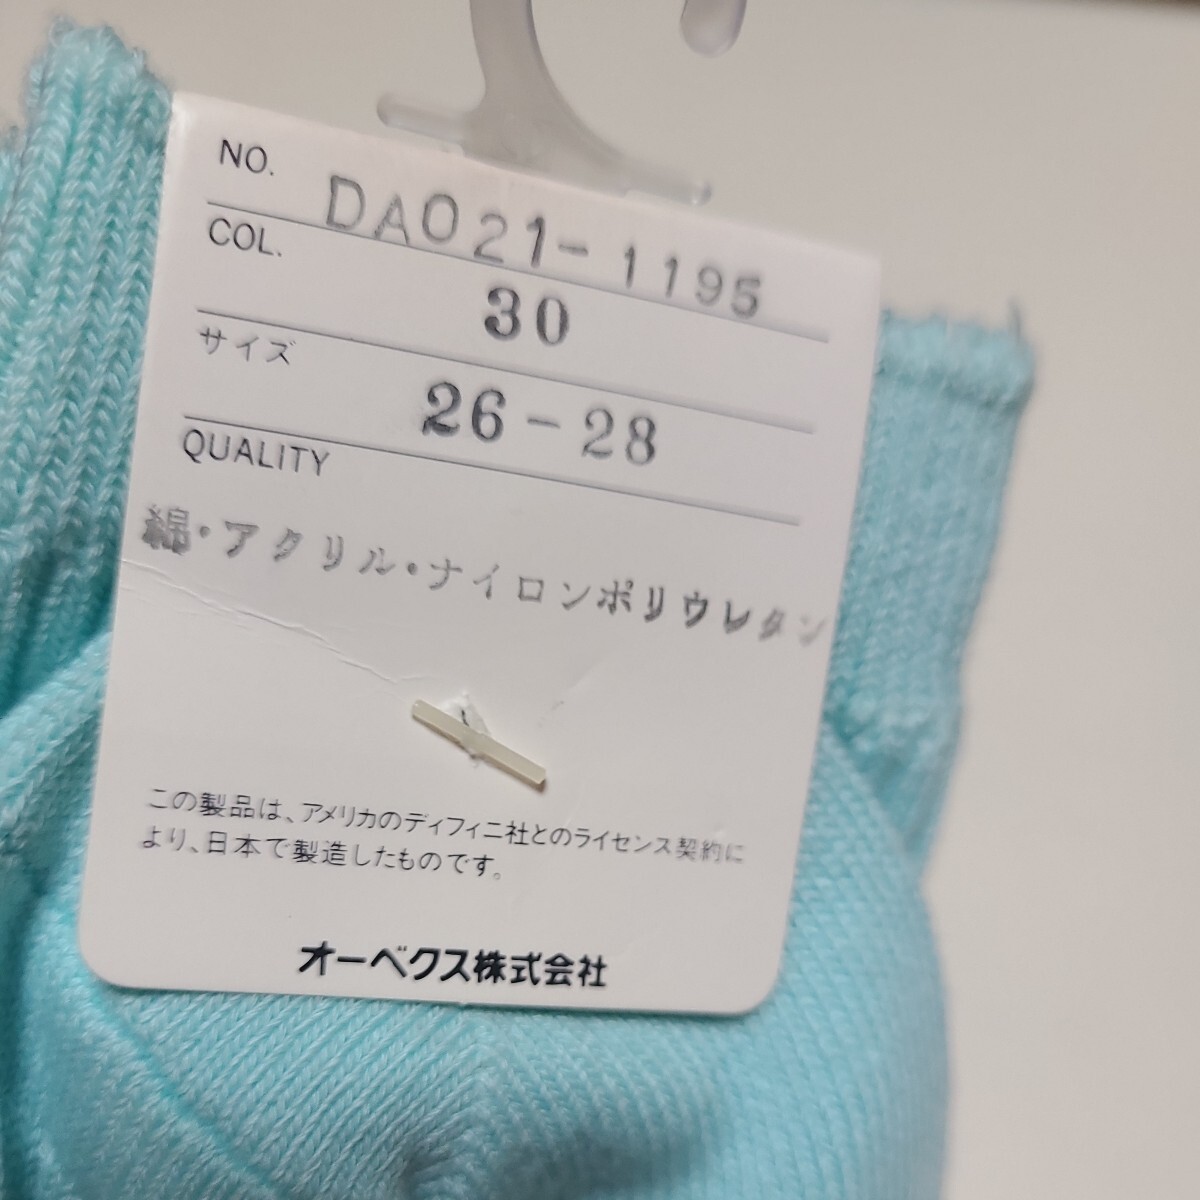 NO. DA021-1195
COL. 30
サイズ 26-28
QUALITY
綿・アクリル・ナイロンポリウレタン
この製品は、アメリカのディフィニ社とのライセンス契約に
より、日本で製造したものです。
オーベクス株式会社